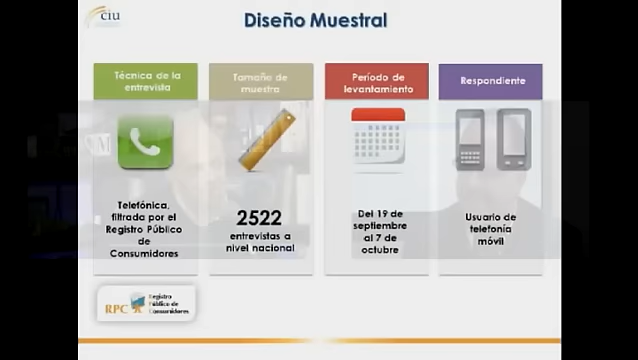 ciu
Diseño Muestral
Técnica de la
entrevista
Tamaño de
muestra
Período de
levantamiento
Respondiente
Telefónica,
filtrada por el
Registro Público
de
Consumidores
2522
entrevistas a
nivel nacional
Del 19 de
septiembre
al 7 de
octubre
Usuario de
telefonía
móvil
RPC
Registro
Público de
Consumidores